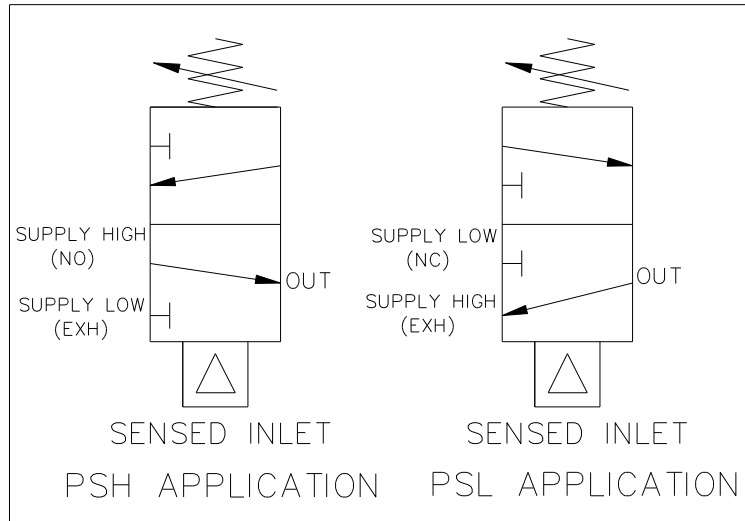 SUPPLY HIGH
(NO)
OUT
SUPPLY LOW
(EXH)
SENSED INLET
PSH APPLICATION
SUPPLY LOW
(NC)
OUT
SUPPLY HIGH
(EXH)
SENSED INLET
PSL APPLICATION